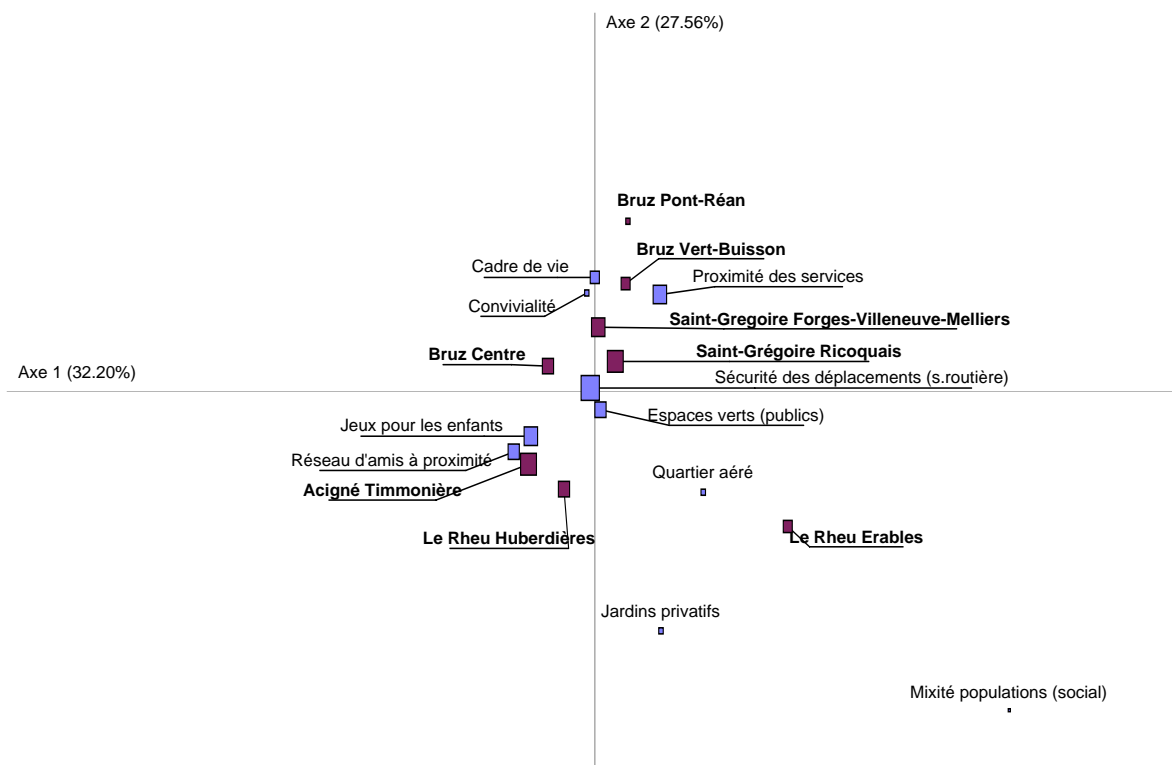 Axe 2 (27.56%)
Bruz Pont-Réan
Bruz Vert-Buisson
Cadre de vie
Proximité des services
Convivialité
Saint-Gregoire Forges-Villeneuve-Melliers
Bruz Centre
Saint-Grégoire Ricoquais
Axe 1 (32.20%)
Sécurité des déplacements (s.routière)
Espaces verts (publics)
Jeux pour les enfants
Réseau d'amis à proximité
Quartier aéré
Acigné Timmonière
Le Rheu Huberdières
Le Rheu Erables
Jardins privatifs
Mixité populations (social)